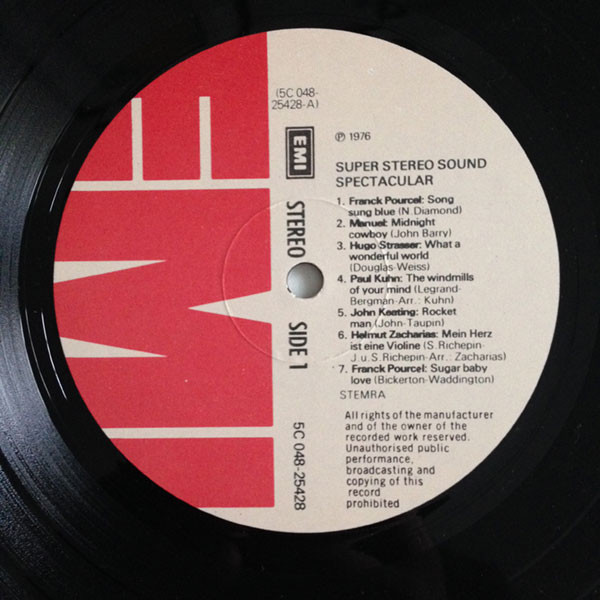 EMI
(5C 048-
25428-A)
EMI
STEREO SIDE 1
5C 048-25428
℗ 1976
SUPER STEREO SOUND
SPECTACULAR
1. Franck Pourcel: Song
sung blue (N. Diamond)
2. Manuel: Midnight
cowboy (John Barry)
3. Hugo Strasser: What a
wonderful world
(Douglas-Weiss)
4. Paul Kuhn: The windmills
of your mind (Legrand-
Bergman-Arr.: Kuhn)
5. John Keating: Rocket
man (John-Taupin)
6. Helmut Zacharias: Mein Herz
ist eine Violine (S. Richepin-
J.u.S. Richepin-Arr.: Zacharias)
7. Franck Pourcel: Sugar baby
love (Bickerton-Waddington)
STEMRA
All rights of the manufacturer
and of the owner of the
recorded work reserved.
Unauthorised public
performance,
broadcasting and
copying of this
record
prohibited